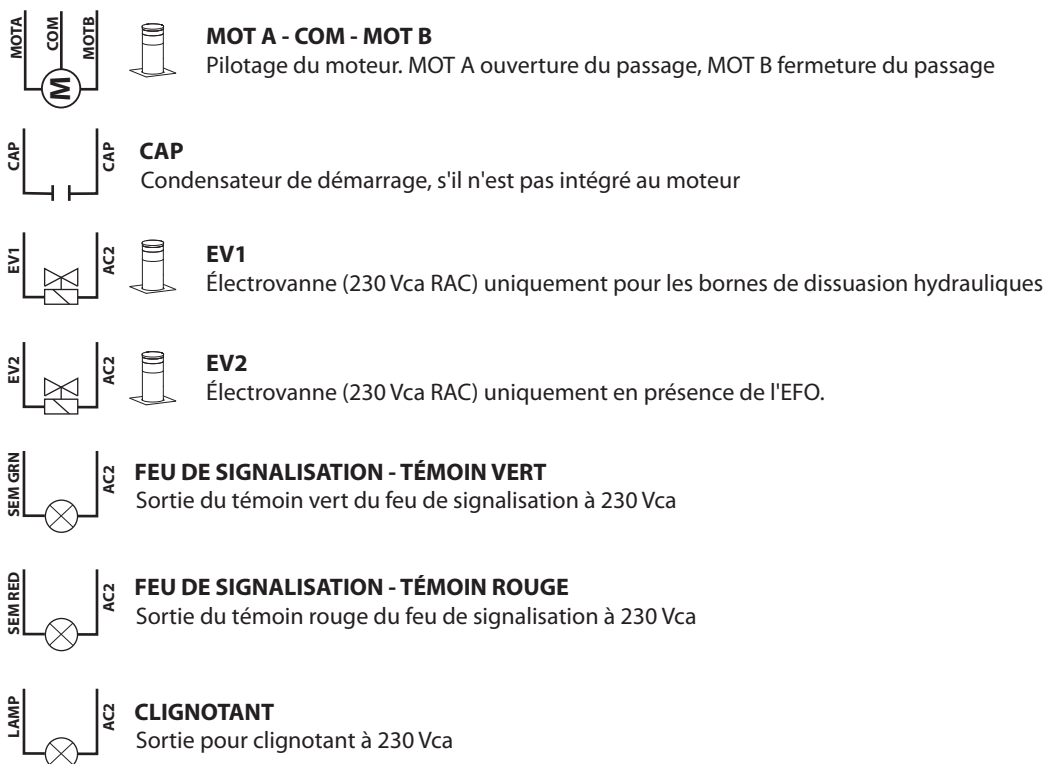 MOTA
COM
MOTB
M
MOT A - COM - MOT B
Pilotage du moteur. MOT A ouverture du passage, MOT B fermeture du passage
CAP
CAP
CAP
Condensateur de démarrage, s'il n'est pas intégré au moteur
EV1
AC2
EV1
Électrovanne (230 Vca RAC) uniquement pour les bornes de dissuasion hydrauliques
EV2
AC2
EV2
Électrovanne (230 Vca RAC) uniquement en présence de l'EFO.
SEM GRN
AC2
FEU DE SIGNALISATION - TÉMOIN VERT
Sortie du témoin vert du feu de signalisation à 230 Vca
SEM RED
AC2
FEU DE SIGNALISATION - TÉMOIN ROUGE
Sortie du témoin rouge du feu de signalisation à 230 Vca
LAMP
AC2
CLIGNOTANT
Sortie pour clignotant à 230 Vca